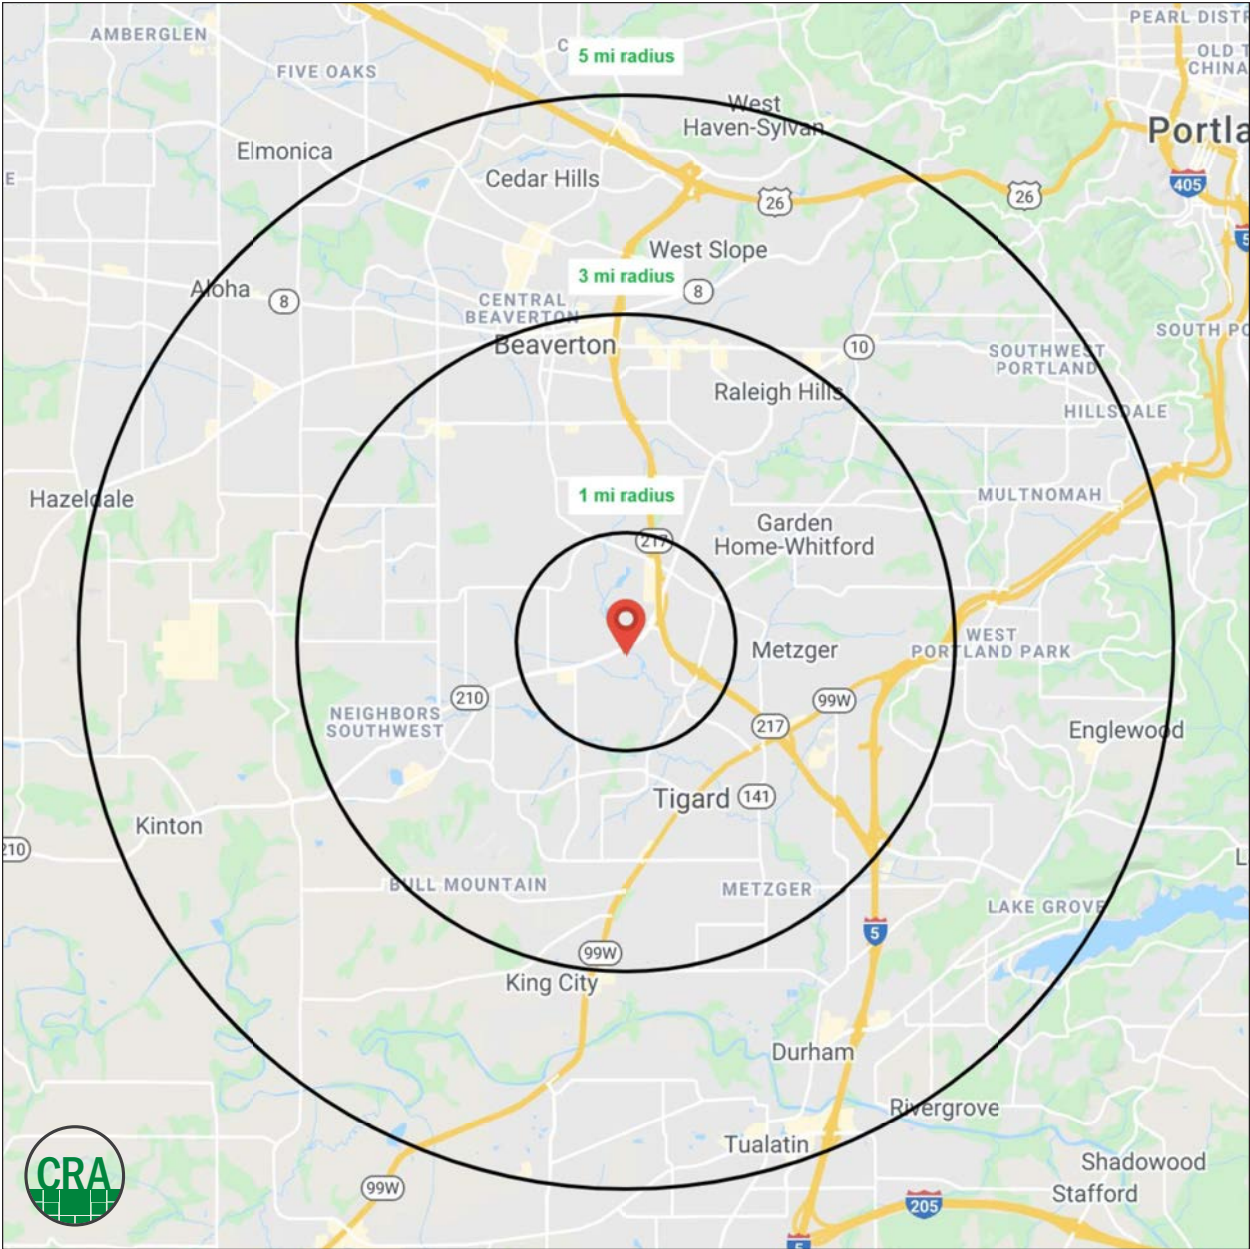 AMBERGLEN
PEARL DISTR
5 mi radius
OLD T
CHINA
FIVE OAKS
West
Haven-Sylvan
Portla
Elmonica
Cedar Hills
E
405
26
26
5
West Slope
3 mi radius
Aloha
8
8
CENTRAL
BEAVERTON
SOUTH PO
Beaverton
10
SOUTHWEST
PORTLAND
Raleigh Hills
HILLSDALE
1 mi radius
Hazeldale
MULTNOMAH
Garden
Home-Whitford
217
WEST
PORTLAND PARK
Metzger
210
99W
NEIGHBORS
SOUTHWEST
217
Englewood
Tigard
141
Kinton
210
L
BULL MOUNTAIN
METZGER
LAKE GROVE
5
99W
King City
Durham
Rivergrove
Tualatin
Shadowood
CRA
99W
Stafford
205
5